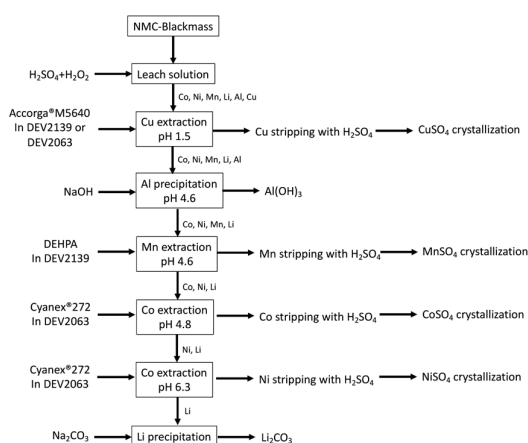 NMC-Blackmass
H₂SO₄+H₂O₂
Leach solution
Co, Ni, Mn, Li, Al, Cu
Accorga®M5640
In DEV2139 or
DEV2063
Cu extraction
pH 1.5
Cu stripping with H₂SO₄
CuSO₄ crystallization
Co, Ni, Mn, Li, Al
NaOH
Al precipitation
pH 4.6
Al(OH)₃
Co, Ni, Mn, Li
DEHPA
In DEV2139
Mn extraction
pH 4.6
Mn stripping with H₂SO₄
MnSO₄ crystallization
Co, Ni, Li
Cyanex®272
In DEV2063
Co extraction
pH 4.8
Co stripping with H₂SO₄
CoSO₄ crystallization
Ni, Li
Cyanex®272
In DEV2063
Co extraction
pH 6.3
Ni stripping with H₂SO₄
NiSO₄ crystallization
Li
Na₂CO₃
Li precipitation
Li₂CO₃